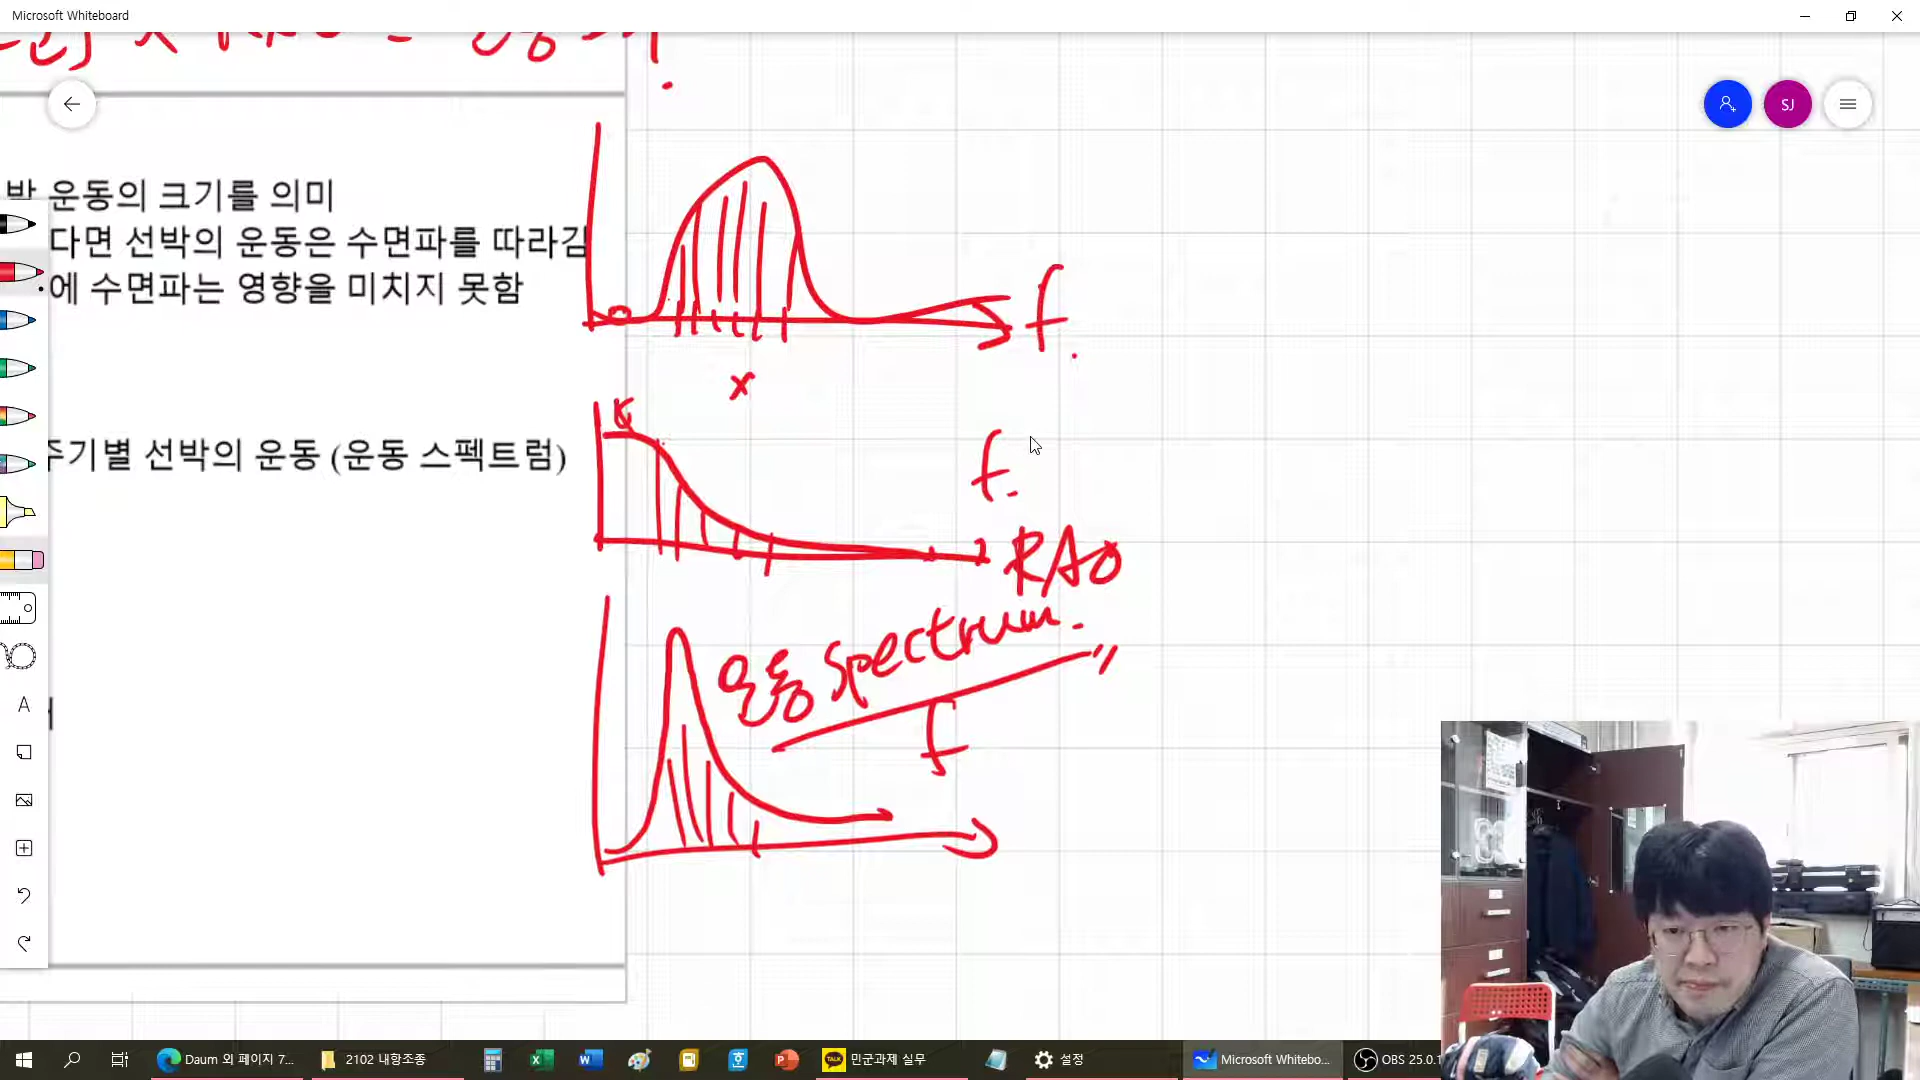 Microsoft Whiteboard
SJ
박 운동의 크기를 의미
다면 선박의 운동은 수면파를 따라감
에 수면파는 영향을 미치지 못함
f.
x
주기별 선박의 운동 (운동 스펙트럼)
f.
RAO
운동 spectrum.
f
A
Daum 외 페이지 7...
2102 내항조종
민군과제 실무
설정
Microsoft Whitebo...
OBS 25.0.1